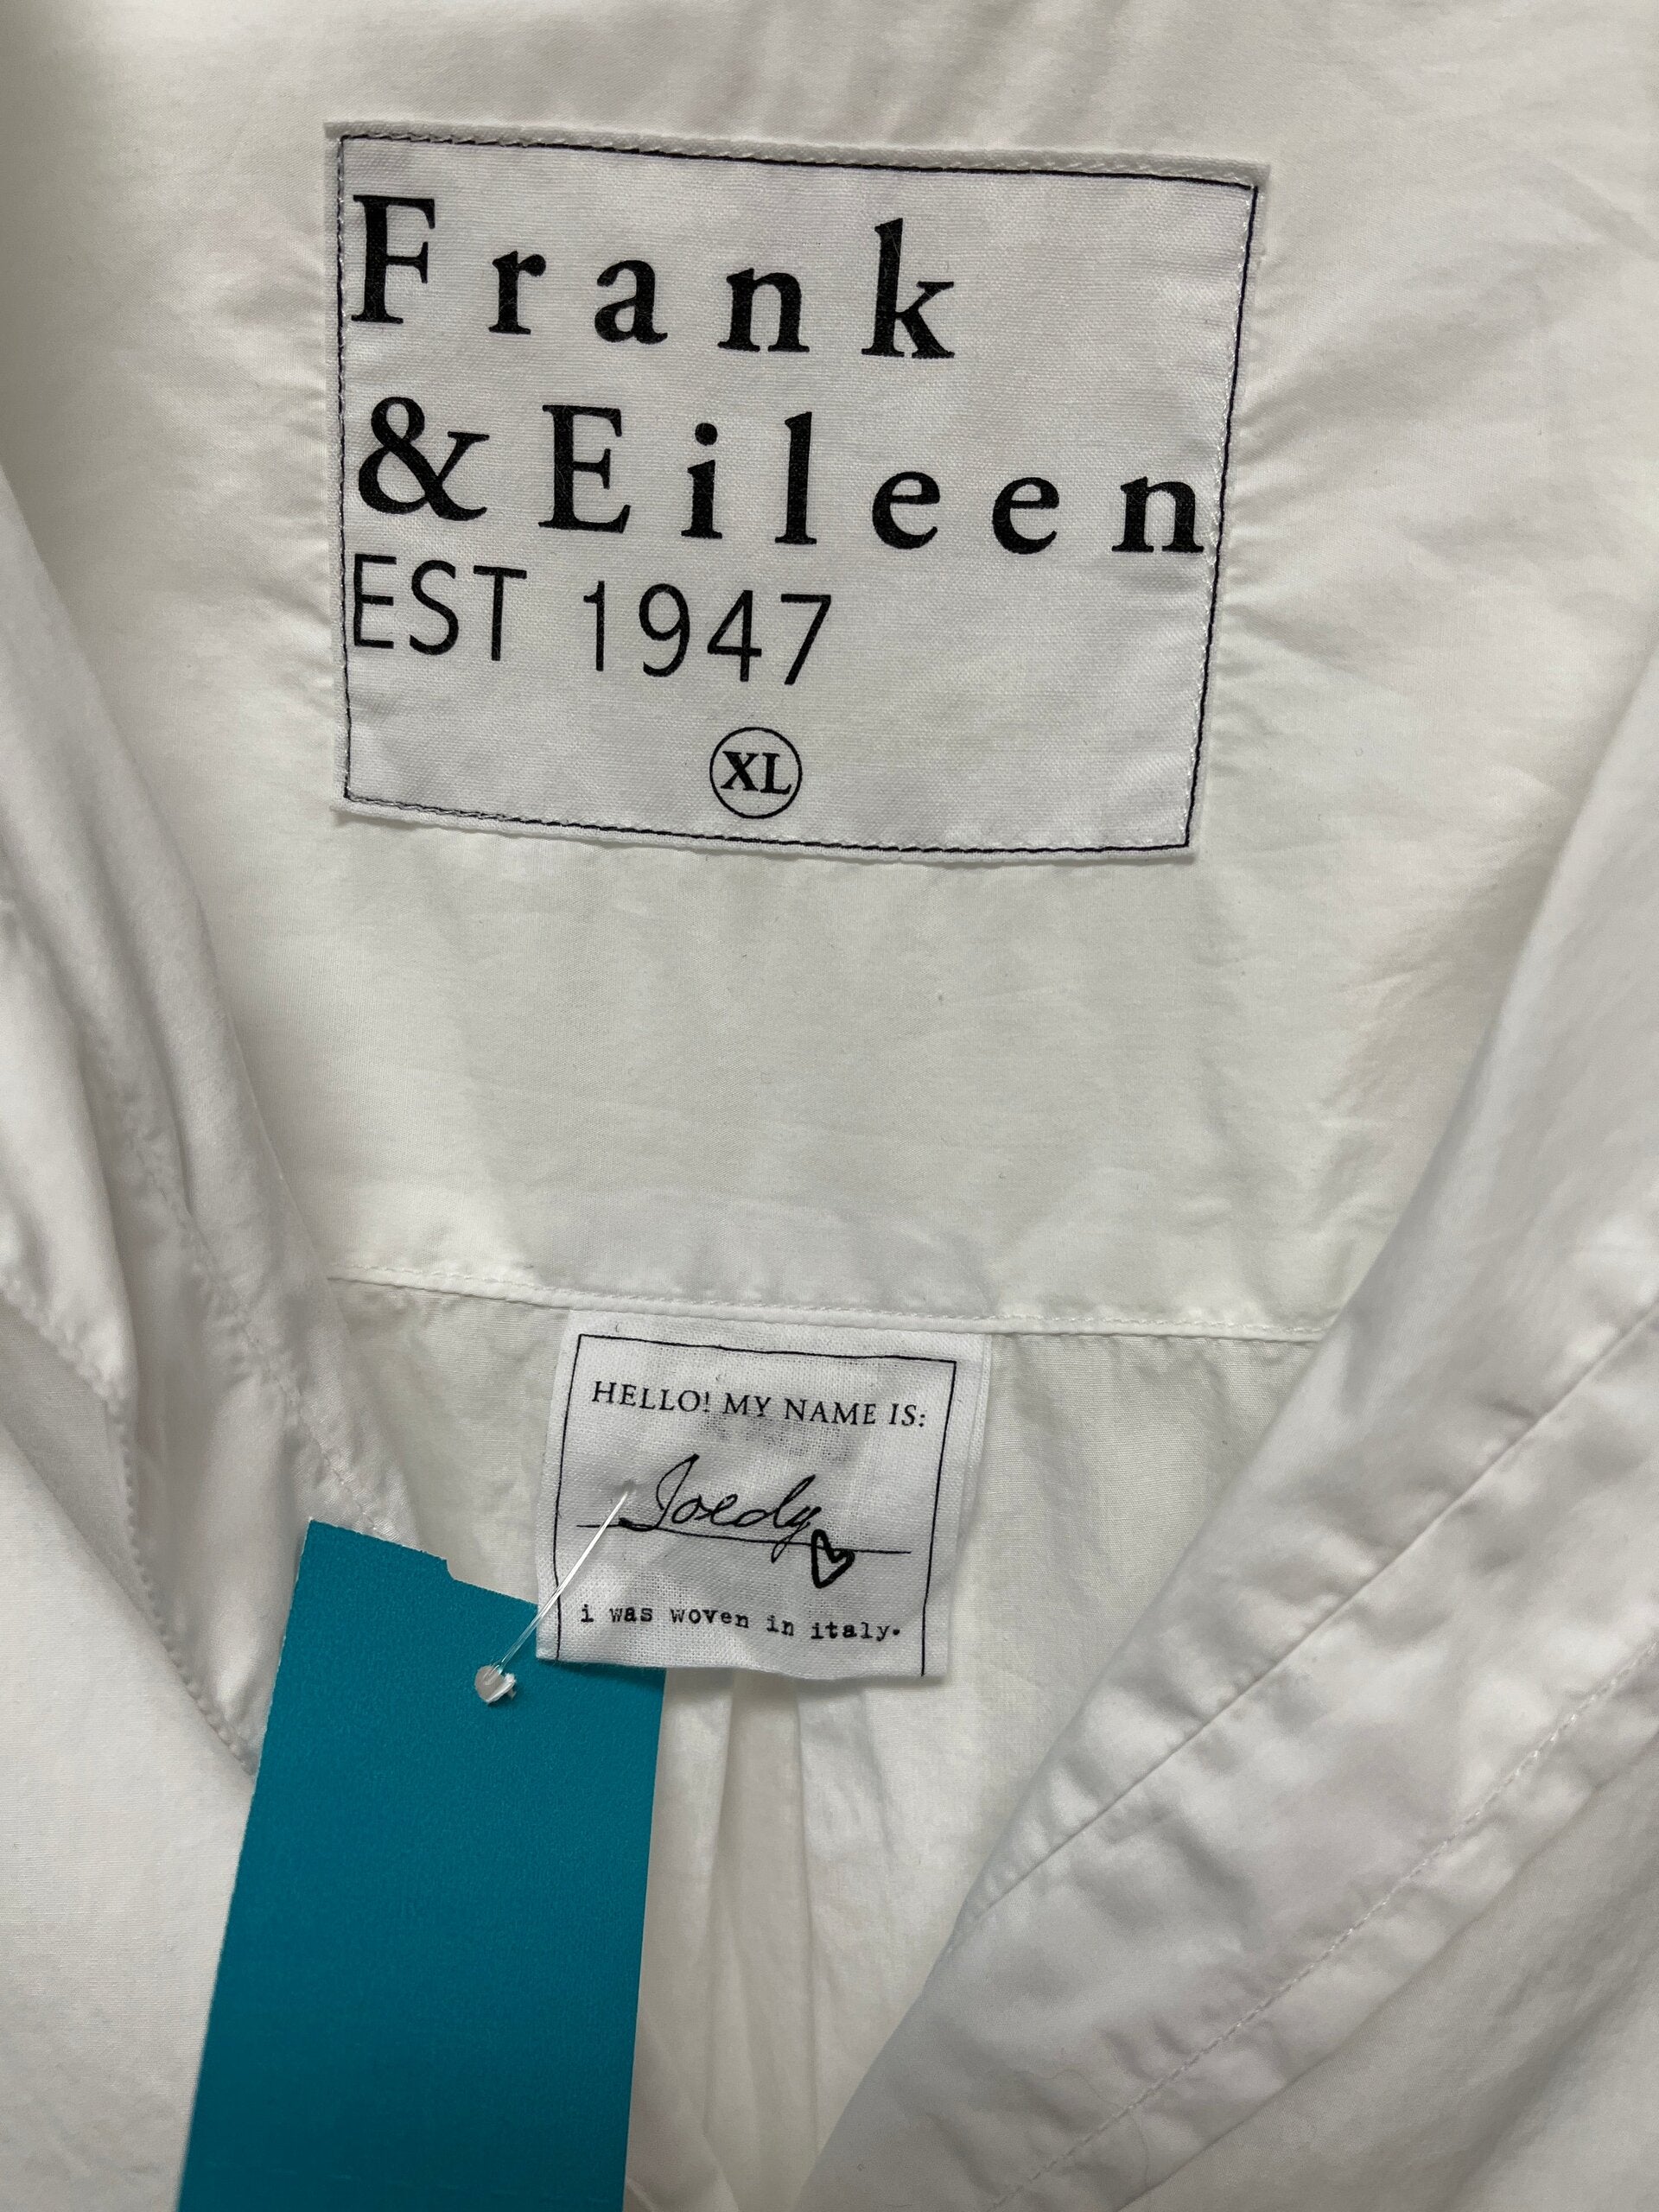 Frank
& Eileen
EST 1947
XL
HELLO! MY NAME IS:
Joedy
i was woven in italy.